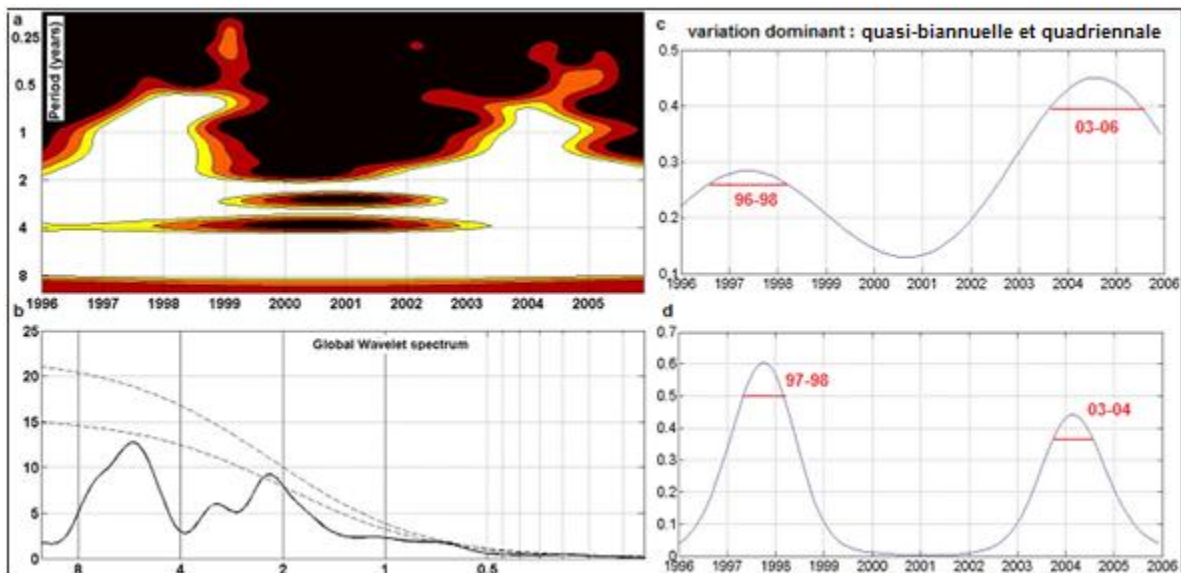 a
0.25
0.5
1
2
4
8
Period (years)
1996 1997 1998 1999 2000 2001 2002 2003 2004 2005
b
25
20
15
10
5
0
Global Wavelet spectrum
8 4 2 1 0.5
c variation dominant : quasi-biannuelle et quadriennale
0.5
0.4
0.3
0.2
0.1
96-98
03-06
1996 1997 1998 1999 2000 2001 2002 2003 2004 2005 2006
d
0.7
0.6
0.5
0.4
0.3
0.2
0.1
0
97-98
03-04
1996 1997 1998 1999 2000 2001 2002 2003 2004 2005 2006